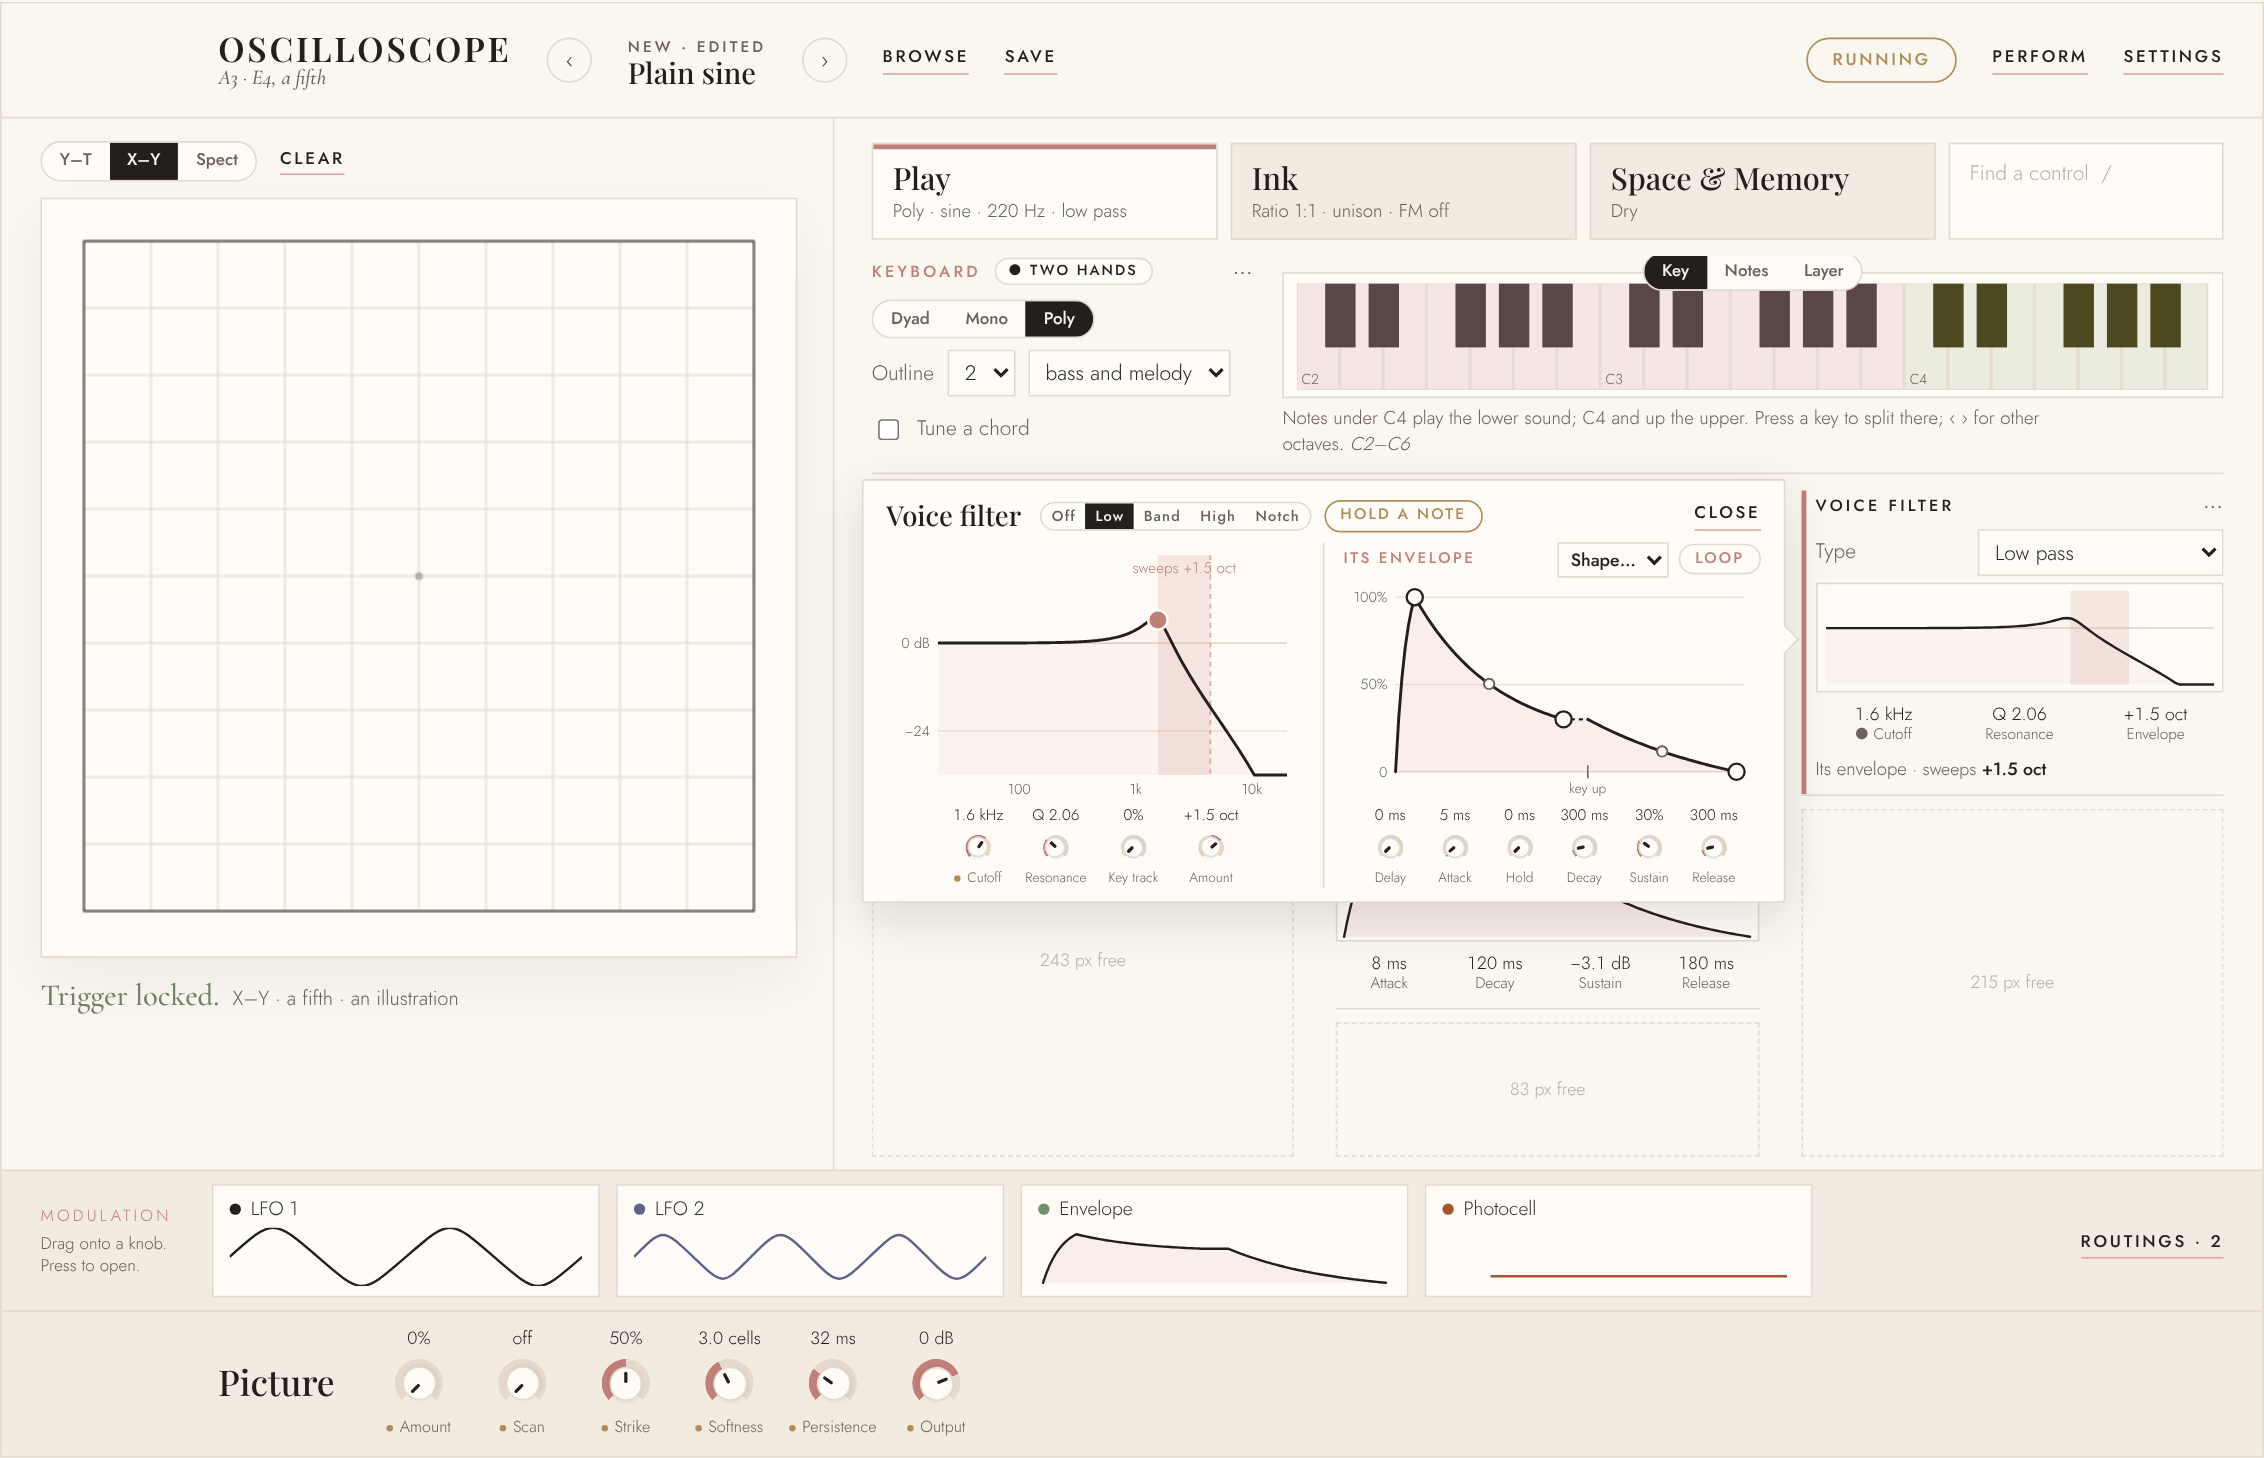 OSCILLOSCOPE
A3 · E4, a fifth
‹
NEW · EDITED
Plain sine
›
BROWSE
SAVE
RUNNING
PERFORM
SETTINGS
Y–T
X–Y
Spect
CLEAR
Play
Poly · sine · 220 Hz · low pass
Ink
Ratio 1:1 · unison · FM off
Space & Memory
Dry
Find a control /
KEYBOARD
TWO HANDS
···
Dyad
Mono
Poly
Outline
2
bass and melody
Tune a chord
Key
Notes
Layer
C2
C3
C4
Notes under C4 play the lower sound; C4 and up the upper. Press a key to split there; ‹ › for other
octaves. C2–C6
Voice filter
Off
Low
Band
High
Notch
HOLD A NOTE
CLOSE
sweeps +1.5 oct
0 dB
−24
100
1k
10k
1.6 kHz
Q 2.06
0%
+1.5 oct
Cutoff
Resonance
Key track
Amount
ITS ENVELOPE
Shape...
LOOP
100%
50%
0
key up
0 ms
5 ms
0 ms
300 ms
30%
300 ms
Delay
Attack
Hold
Decay
Sustain
Release
VOICE FILTER
···
Type
Low pass
1.6 kHz
Q 2.06
+1.5 oct
Cutoff
Resonance
Envelope
Its envelope · sweeps +1.5 oct
243 px free
8 ms
120 ms
−3.1 dB
180 ms
Attack
Decay
Sustain
Release
83 px free
215 px free
Trigger locked. X–Y · a fifth · an illustration
MODULATION
Drag onto a knob.
Press to open.
LFO 1
LFO 2
Envelope
Photocell
ROUTINGS · 2
Picture
0%
off
50%
3.0 cells
32 ms
0 dB
Amount
Scan
Strike
Softness
Persistence
Output